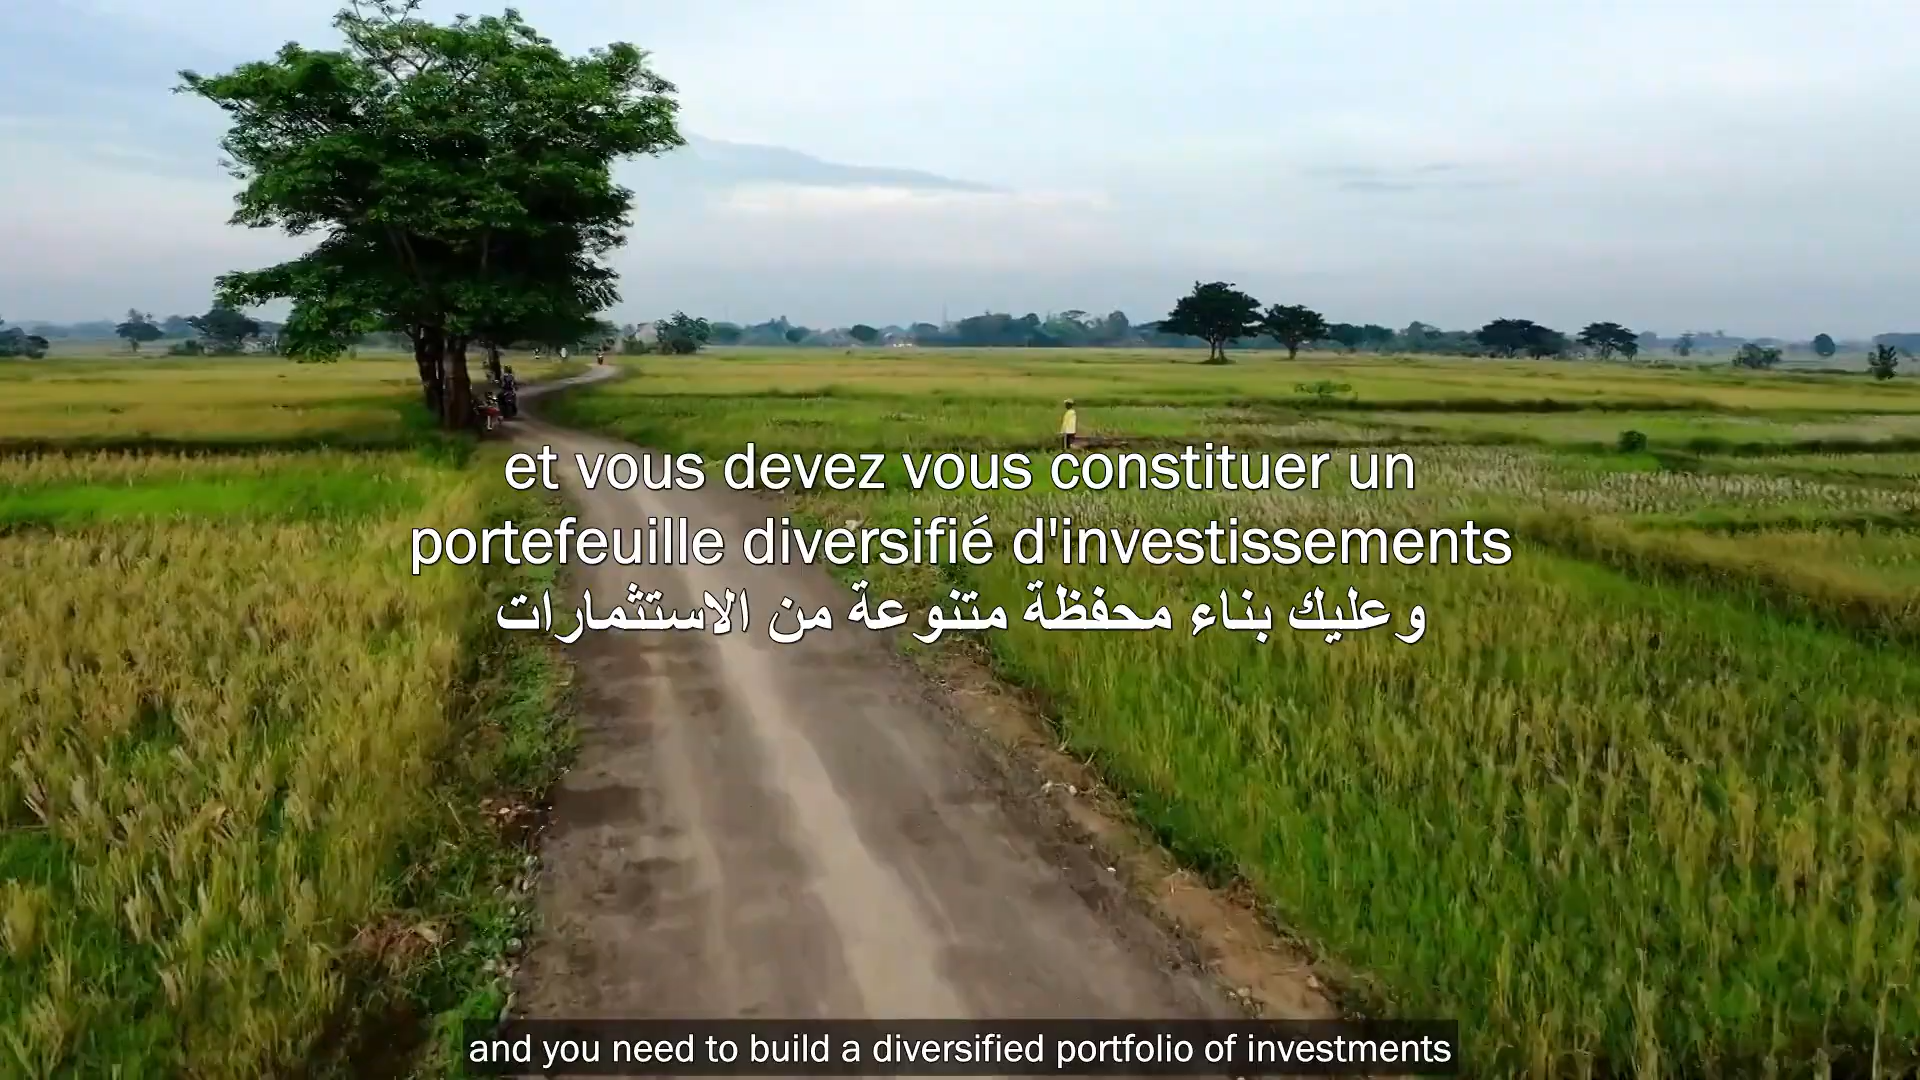 et vous devez vous constituer un
portefeuille diversifié d'investissements
وعليك بناء محفظة متنوعة من الاستثمارات
and you need to build a diversified portfolio of investments